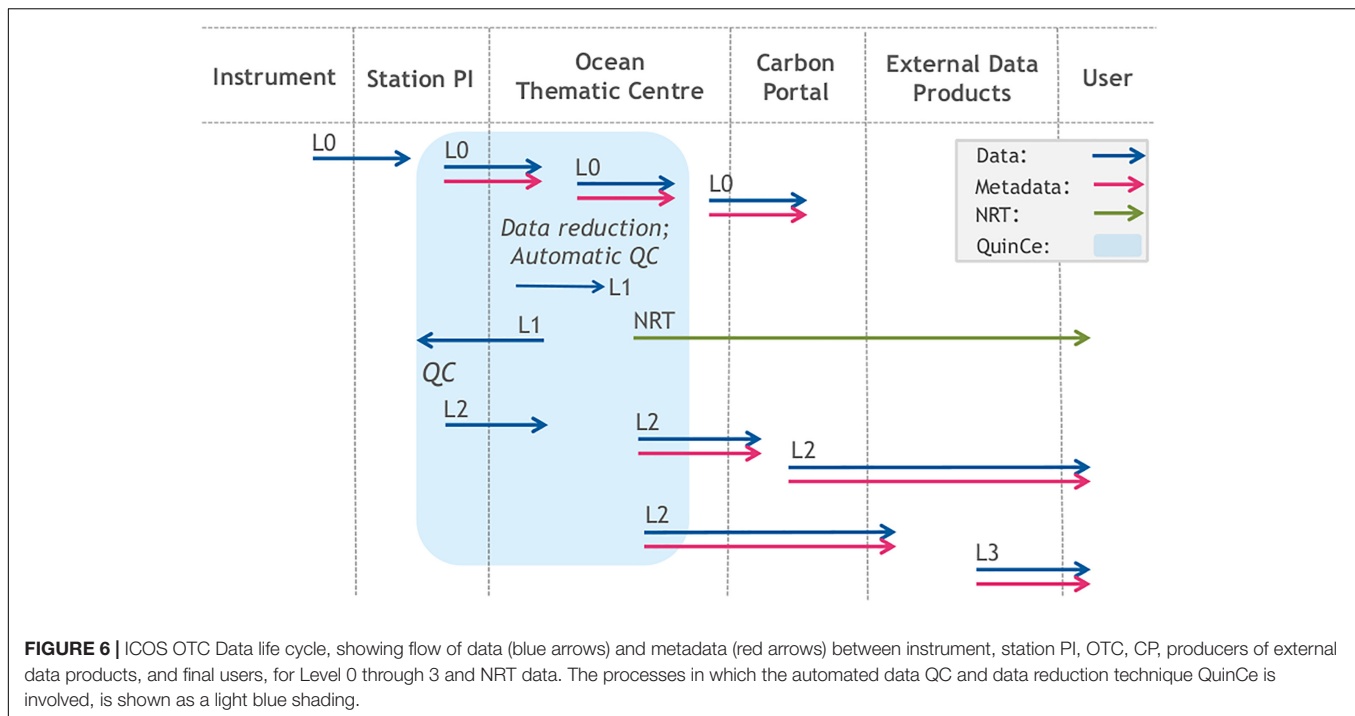 Instrument
Station PI
Ocean
Thematic Centre
Carbon
Portal
External Data
Products
User
L0
L0
L0
L0
Data:
Metadata:
NRT:
QuinCe:
Data reduction;
Automatic QC
L1
L1
NRT
QC
L2
L2
L2
L2
L3
FIGURE 6 | ICOS OTC Data life cycle, showing flow of data (blue arrows) and metadata (red arrows) between instrument, station PI, OTC, CP, producers of external
data products, and final users, for Level 0 through 3 and NRT data. The processes in which the automated data QC and data reduction technique QuinCe is
involved, is shown as a light blue shading.